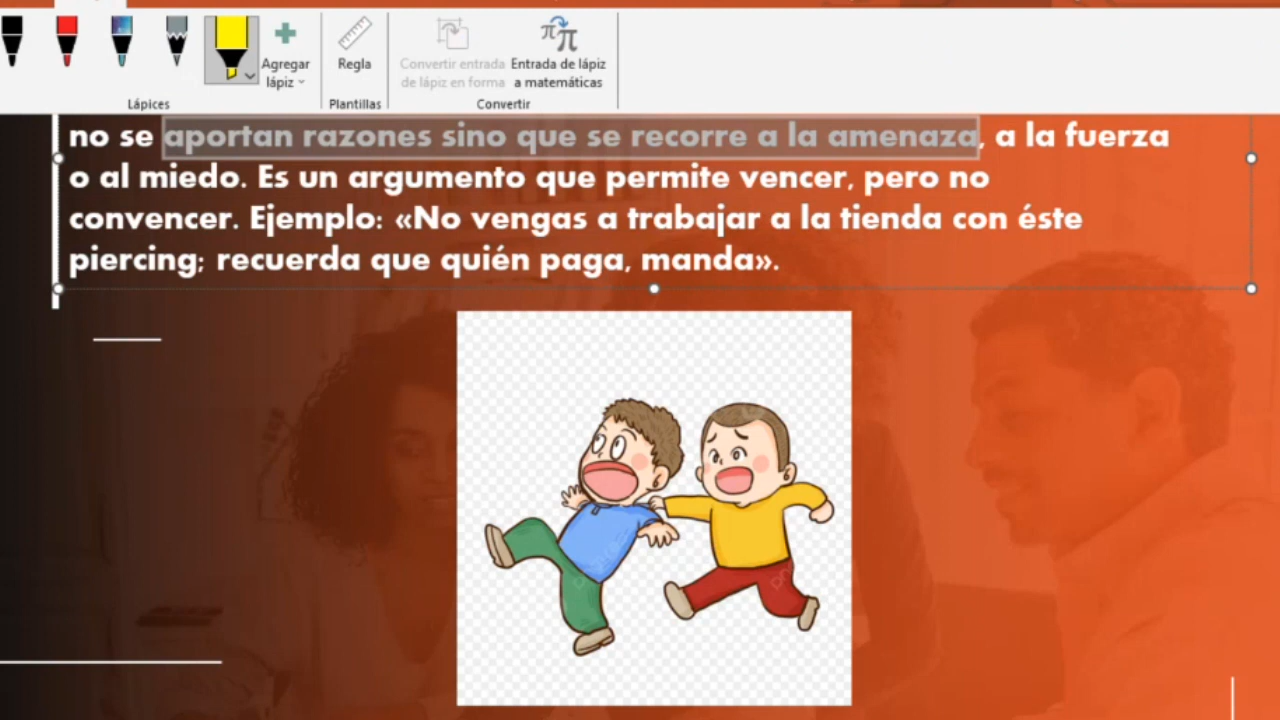 Agregar
lápiz
Regla
Convertir entrada
de lápiz en forma
Entrada de lápiz
a matemáticas
Lápices
Plantillas
Convertir
no se aportan razones sino que se recorre a la amenaza, a la fuerza
o al miedo. Es un argumento que permite vencer, pero no
convencer. Ejemplo: «No vengas a trabajar a la tienda con éste
piercing; recuerda que quién paga, manda».